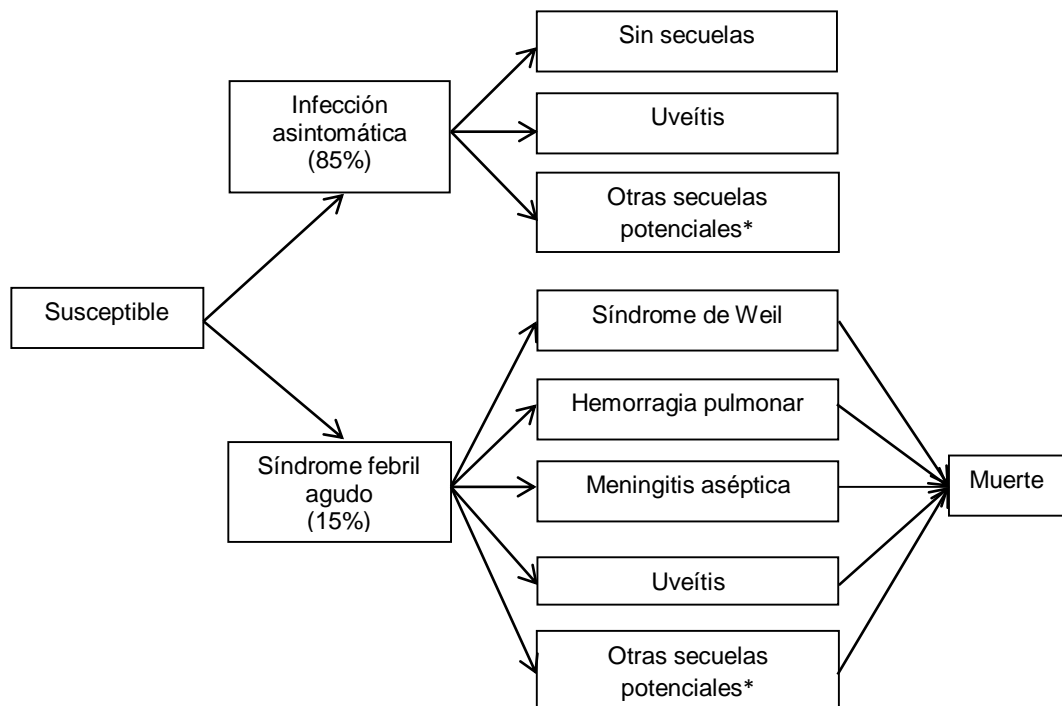 Susceptible
Infección
asintomática
(85%)
Sin secuelas
Uveítis
Otras secuelas
potenciales*
Síndrome febril
agudo
(15%)
Síndrome de Weil
Hemorragia pulmonar
Meningitis aséptica
Uveítis
Otras secuelas
potenciales*
Muerte